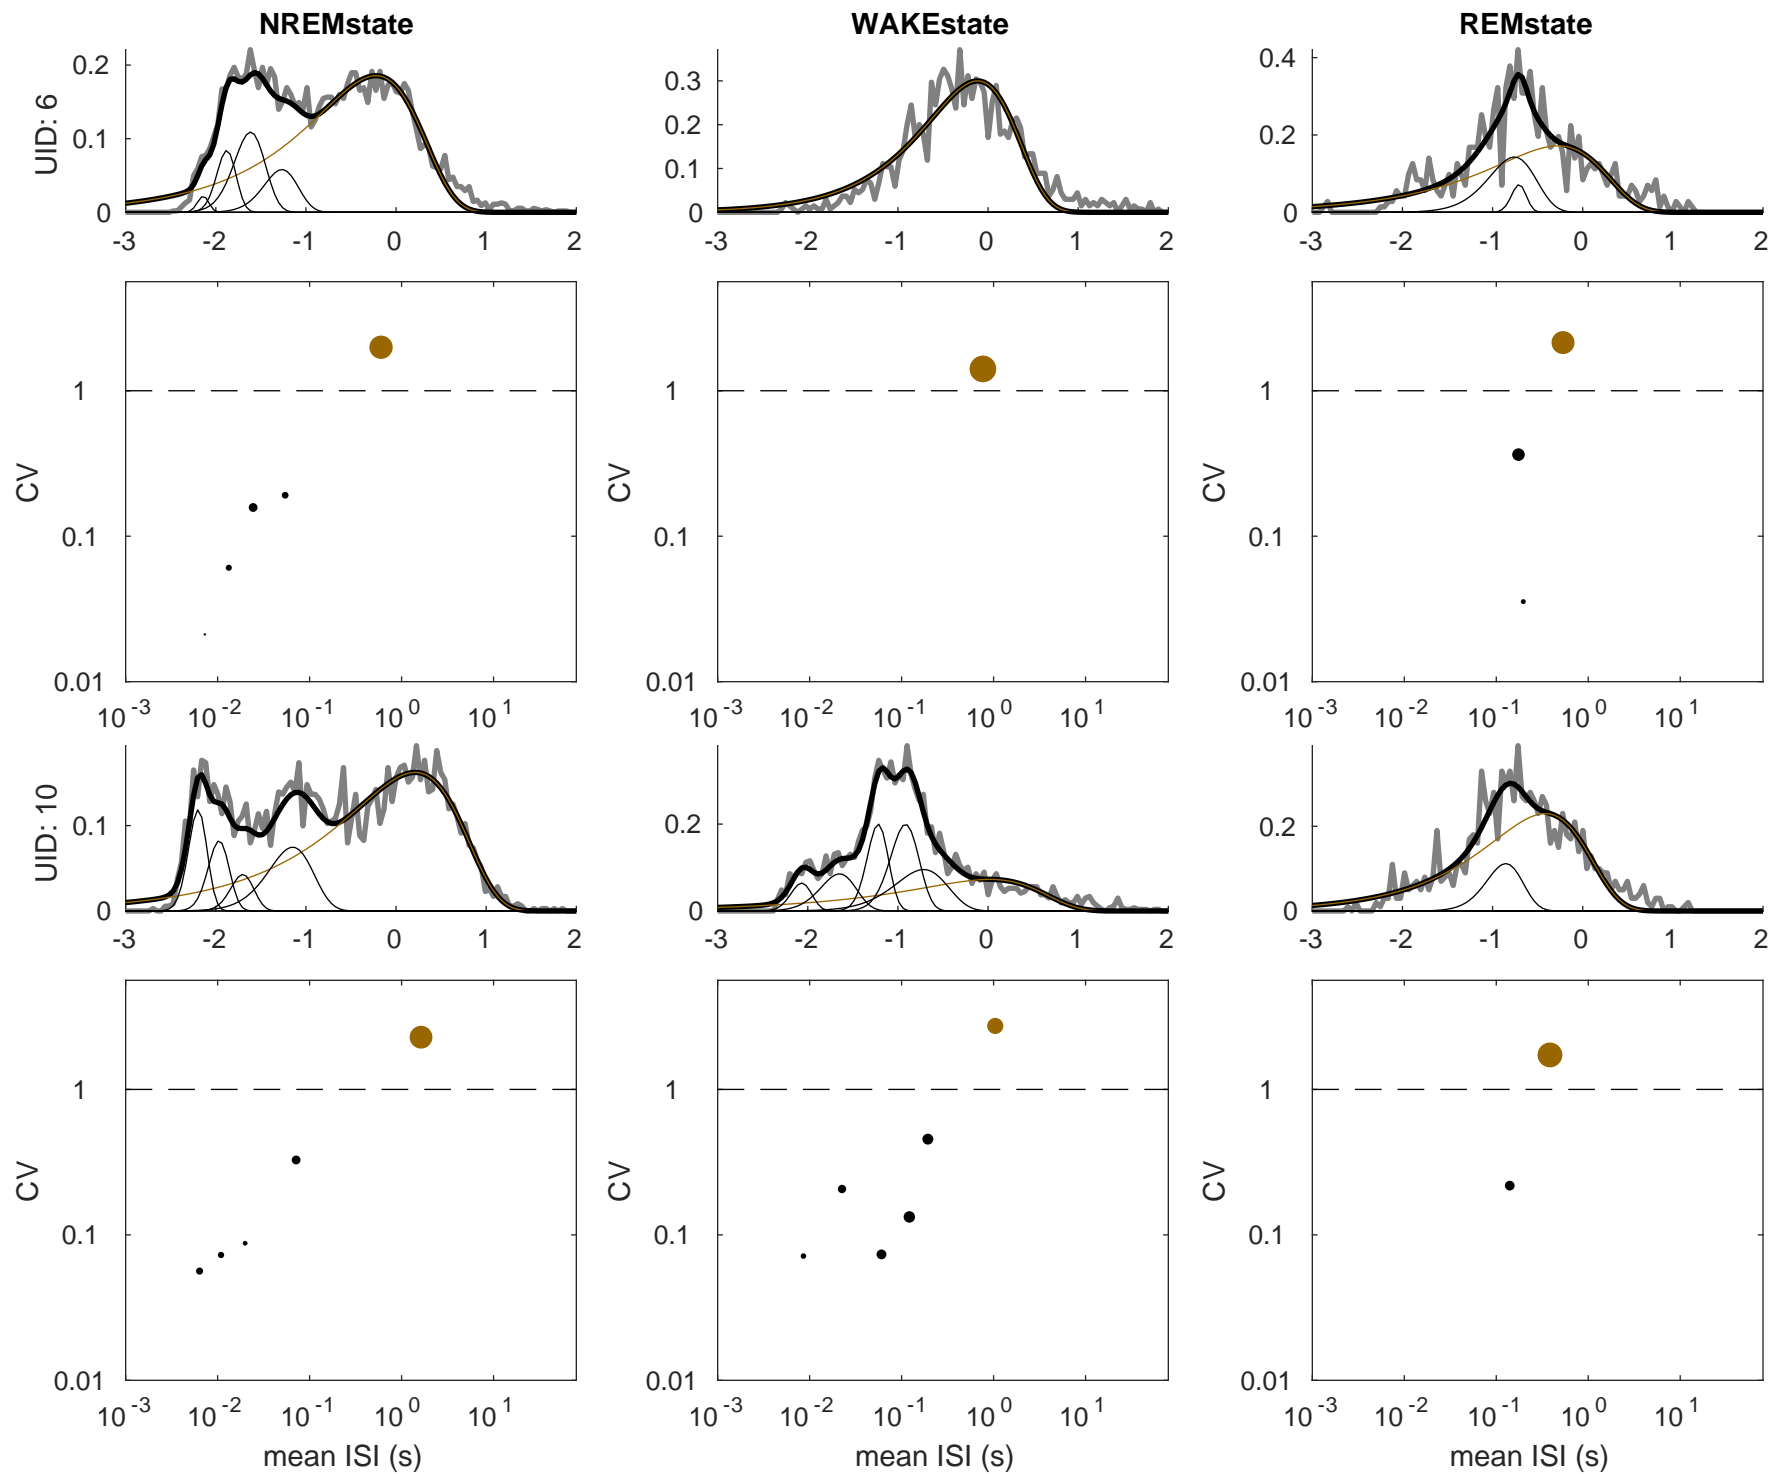 NREMstate WAKEstate REMstate
UID: 6
0.2 0.1 0
-3 -2 -1 0 1 2
0.3 0.2 0.1 0
-3 -2 -1 0 1 2
0.4 0.2 0
-3 -2 -1 0 1 2
CV
1 0.1 0.01
10^-3 10^-2 10^-1 10^0 10^1
CV
1 0.1 0.01
10^-3 10^-2 10^-1 10^0 10^1
CV
1 0.1 0.01
10^-3 10^-2 10^-1 10^0 10^1
UID: 10
0.1 0
-3 -2 -1 0 1 2
0.2 0
-3 -2 -1 0 1 2
0.2 0
-3 -2 -1 0 1 2
CV
1 0.1 0.01
10^-3 10^-2 10^-1 10^0 10^1
mean ISI (s)
CV
1 0.1 0.01
10^-3 10^-2 10^-1 10^0 10^1
mean ISI (s)
CV
1 0.1 0.01
10^-3 10^-2 10^-1 10^0 10^1
mean ISI (s)